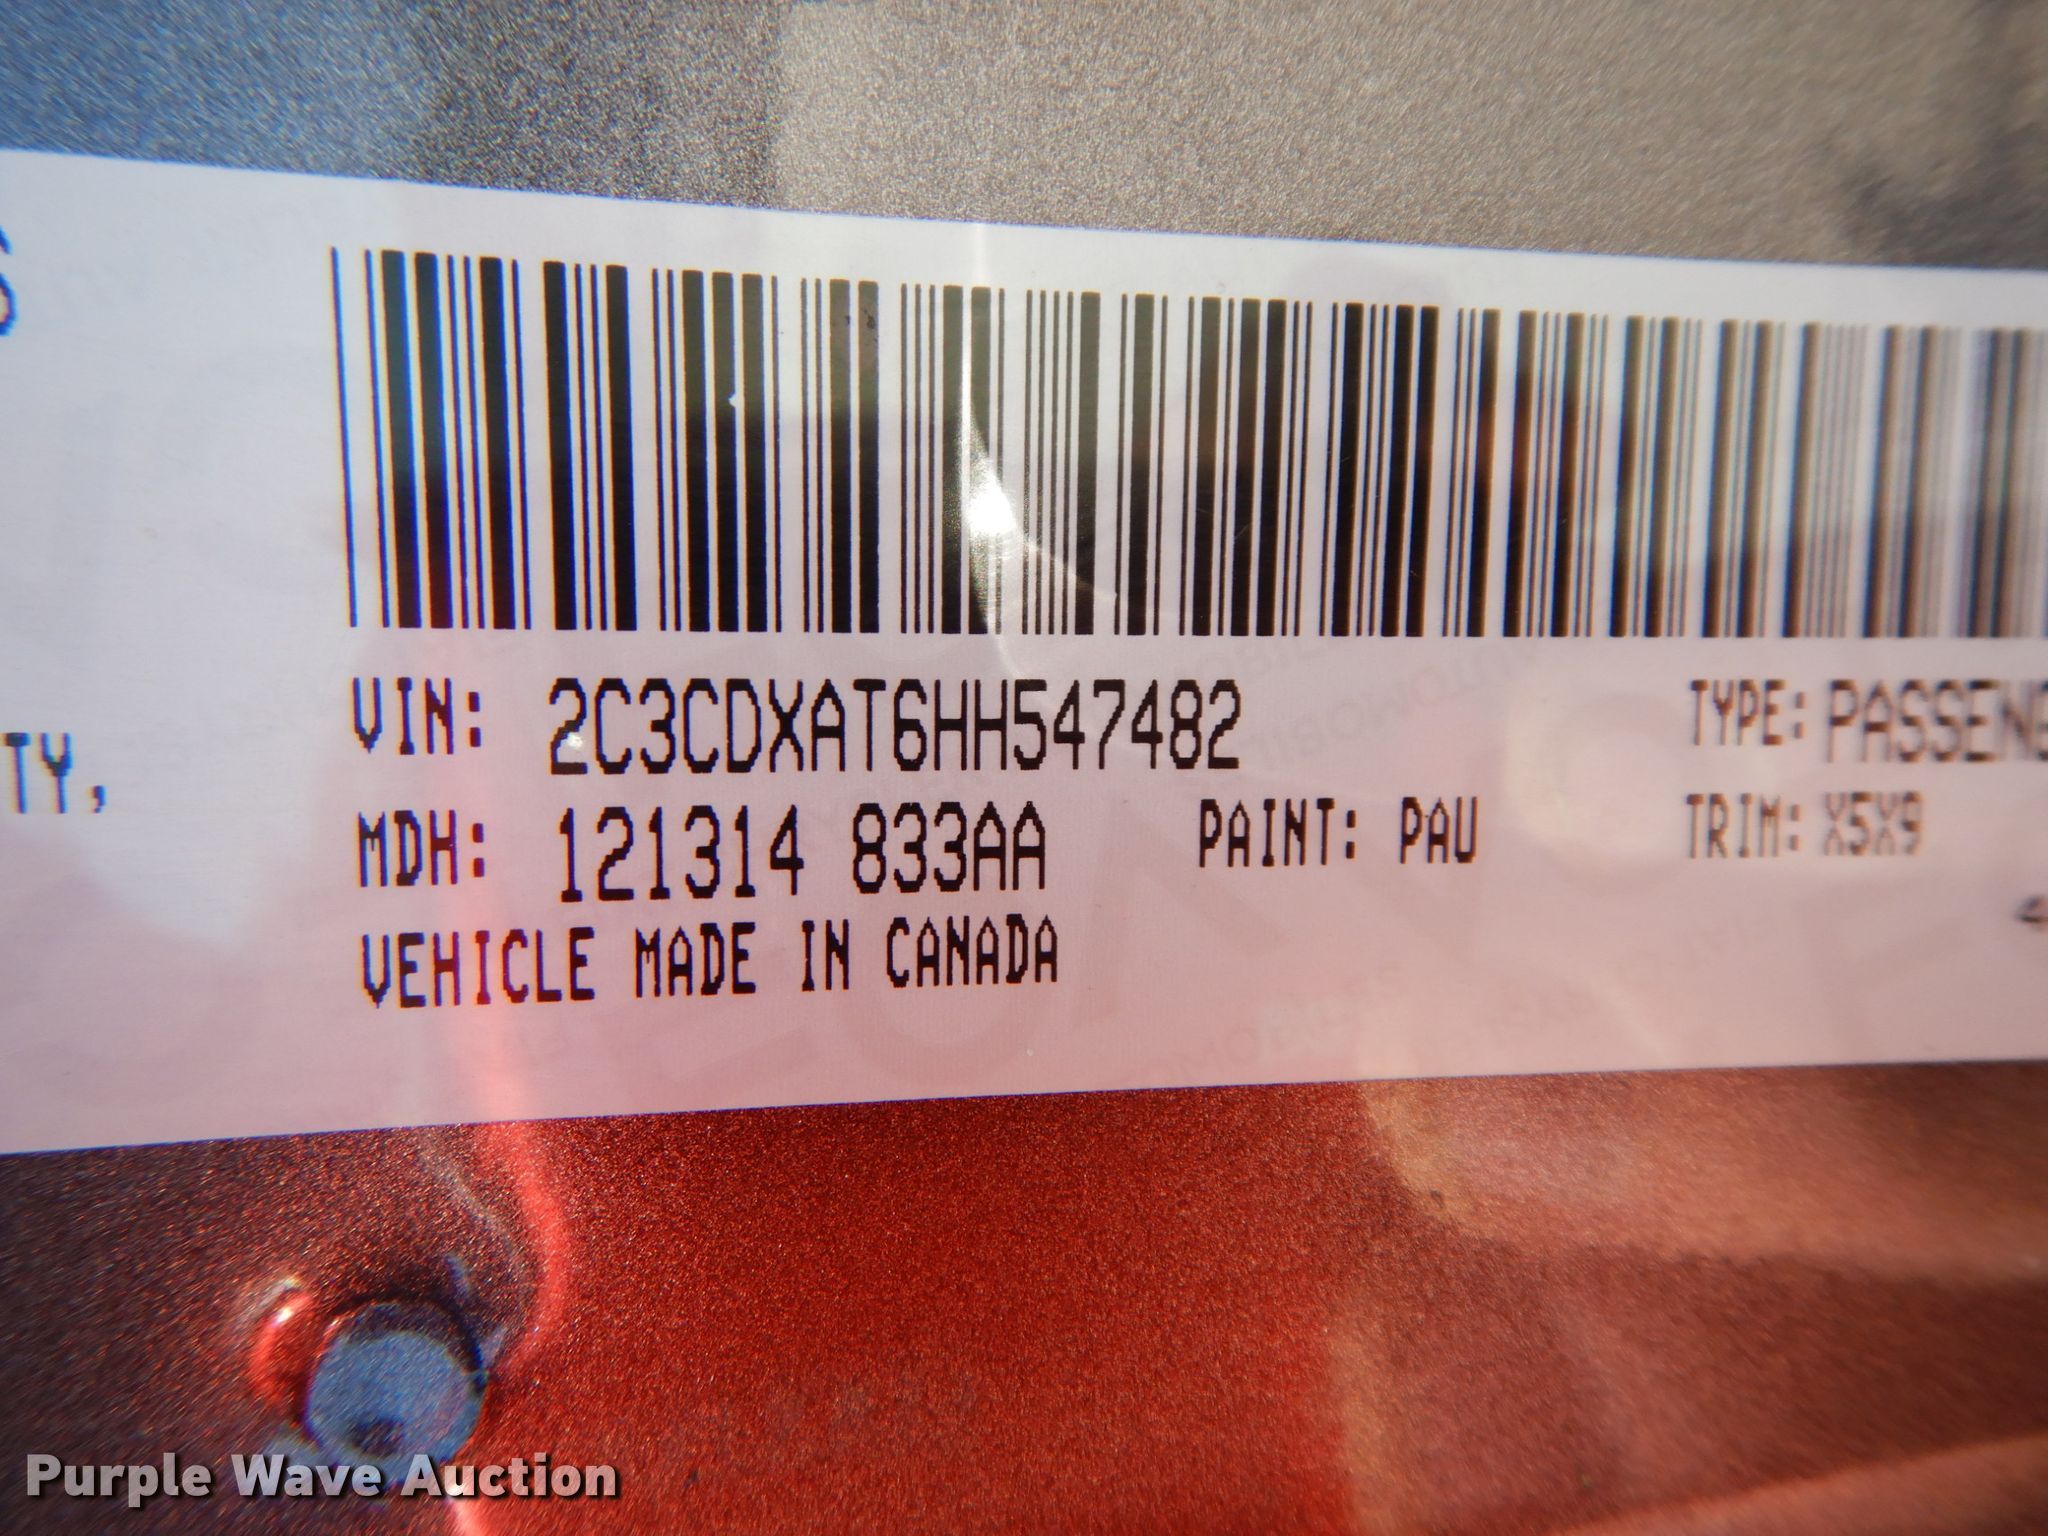 VIN: 2C3CDXAT6HH547482 TYPE: PASSENG
MDH: 121314 833AA PAINT: PAU TRIM: X5X9
VEHICLE MADE IN CANADA
TY,
Purple Wave Auction